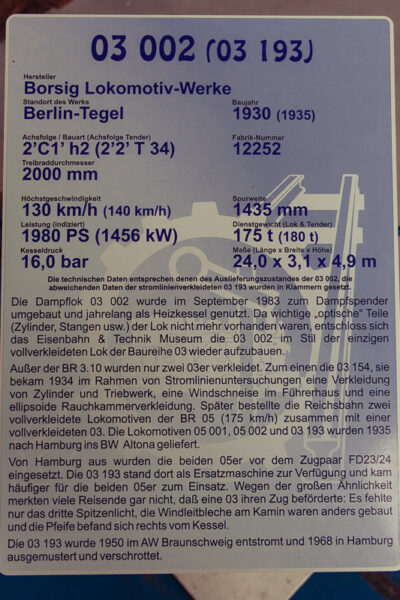 03 002 (03 193)
Hersteller
Borsig Lokomotiv-Werke
Standort des Werks Baujahr
Berlin-Tegel 1930 (1935)
Achsfolge / Bauart (Achsfolge Tender) Fabrik-Nummer
2'C1' h2 (2'2' T 34) 12252
Treibraddurchmesser
2000 mm
Höchstgeschwindigkeit Spurweite
130 km/h (140 km/h) 1435 mm
Leistung (indiziert) Dienstgewicht (Lok & Tender)
1980 PS (1456 kW) 175 t (180 t)
Kesseldruck Maße (Länge x Breite x Höhe)
16,0 bar 24,0 x 3,1 x 4,9 m
Die technischen Daten entsprechen denen des Auslieferungszustandes der 03 002, die
abweichenden Daten der stromlinienverkleideten 03 193 wurden in Klammern gesetzt.
Die Dampflok 03 002 wurde im September 1983 zum Dampfspender
umgebaut und jahrelang als Heizkessel genutzt. Da wichtige „optische“ Teile
(Zylinder, Stangen usw.) der Lok nicht mehr vorhanden waren, entschloss sich
das Eisenbahn & Technik Museum die 03 002 im Stil der einzigen
vollverkleideten Lok der Baureihe 03 wieder aufzubauen.
Außer der BR 3.10 wurden nur zwei 03er verkleidet. Zum einen die 03 154, sie
bekam 1934 im Rahmen von Stromlinienuntersuchungen eine Verkleidung
von Zylinder und Triebwerk, eine Windschneise im Führerhaus und eine
ellipsoide Rauchkammerverkleidung. Später bestellte die Reichsbahn zwei
vollverkleidete Lokomotiven der BR 05 (175 km/h) zusammen mit einer
vollverkleideten 03. Die Lokomotiven 05 001, 05 002 und 03 193 wurden 1935
nach Hamburg ins BW Altona geliefert.
Von Hamburg aus wurden die beiden 05er vor dem Zugpaar FD23/24
eingesetzt. Die 03 193 stand dort als Ersatzmaschine zur Verfügung und kam
häufiger für die beiden 05er zum Einsatz. Wegen der großen Ähnlichkeit
merkten viele Reisende gar nicht, daß eine 03 ihren Zug beförderte: Es fehlte
nur das dritte Spitzenlicht, die Windleitbleche am Kamin waren anders gebaut
und die Pfeife befand sich rechts vom Kessel.
Die 03 193 wurde 1950 im AW Braunschweig entstromt und 1968 in Hamburg
ausgemustert und verschrottet.